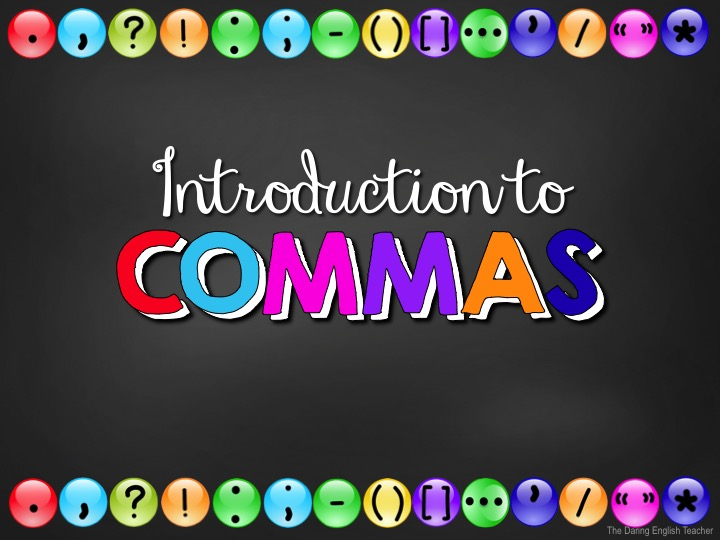 . , ? ! : ; - () [] ... ' / “ ” *
Introduction to
COMMAS
. , ? ! : ; - () [] ... ' / “ ” *
The Daring English Teacher